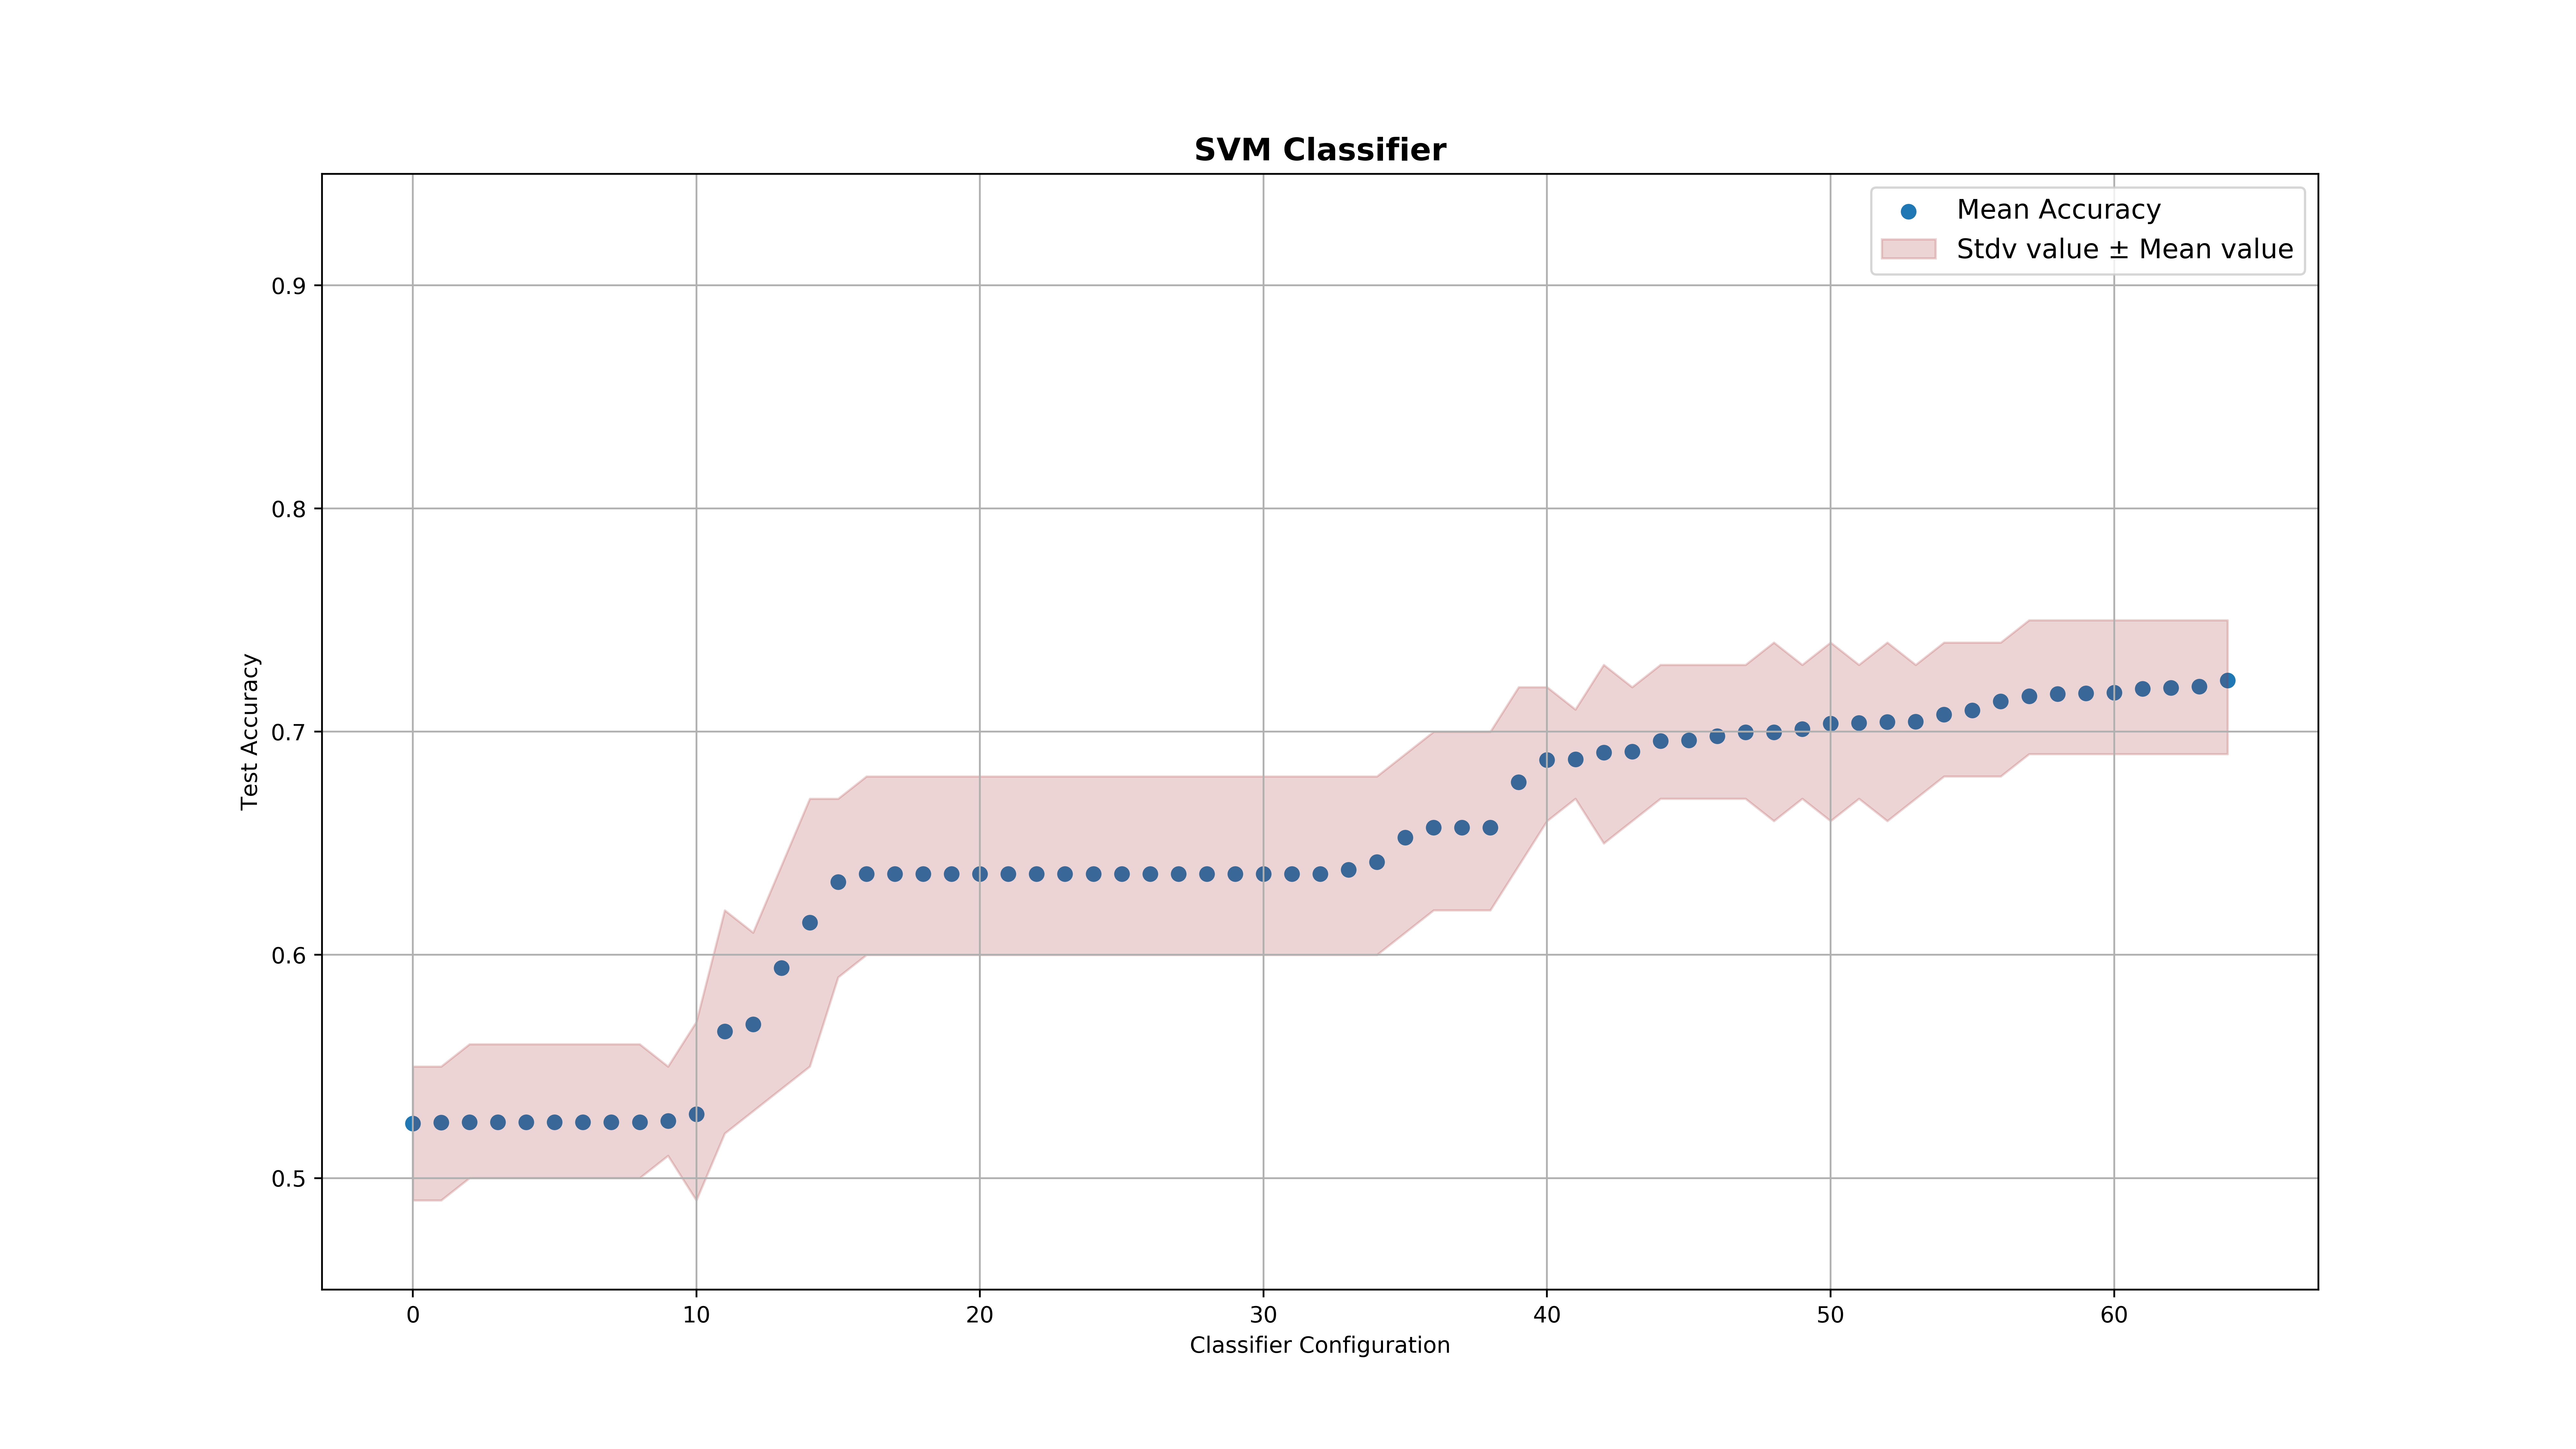 SVM Classifier
Mean Accuracy
Stdv value ± Mean value
Test Accuracy
0.9
0.8
0.7
0.6
0.5
0 10 20 30 40 50 60
Classifier Configuration